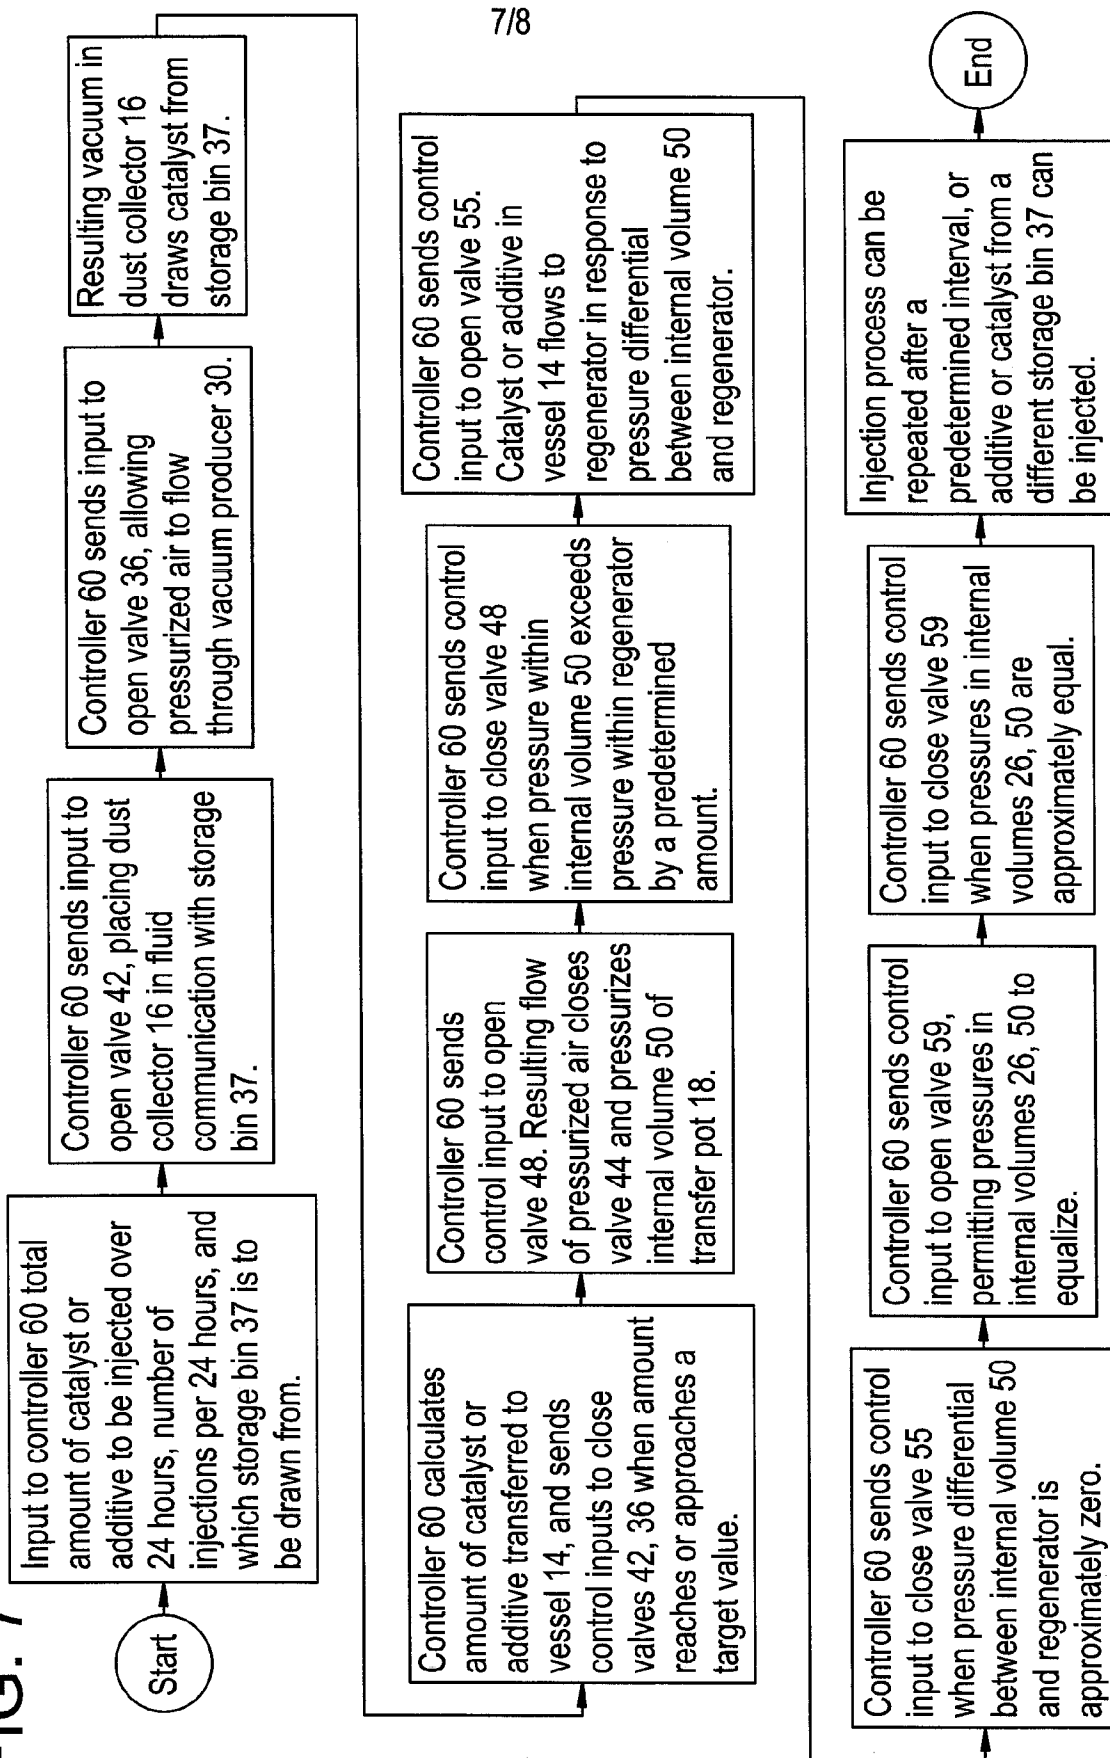 7/8
FIG. 7
Start
Input to controller 60 total
amount of catalyst or
additive to be injected over
24 hours, number of
injections per 24 hours, and
which storage bin 37 is to
be drawn from.
Controller 60 sends input to
open valve 42, placing dust
collector 16 in fluid
communication with storage
bin 37.
Controller 60 sends input to
open valve 36, allowing
pressurized air to flow
through vacuum producer 30.
Resulting vacuum in
dust collector 16
draws catalyst from
storage bin 37.
Controller 60 calculates
amount of catalyst or
additive transferred to
vessel 14, and sends
control inputs to close
valves 42, 36 when amount
reaches or approaches a
target value.
Controller 60 sends
control input to open
valve 48. Resulting flow
of pressurized air closes
valve 44 and pressurizes
internal volume 50 of
transfer pot 18.
Controller 60 sends control
input to close valve 48
when pressure within
internal volume 50 exceeds
pressure within regenerator
by a predetermined
amount.
Controller 60 sends control
input to open valve 55.
Catalyst or additive in
vessel 14 flows to
regenerator in response to
pressure differential
between internal volume 50
and regenerator.
Controller 60 sends control
input to close valve 55
when pressure differential
between internal volume 50
and regenerator is
approximately zero.
Controller 60 sends control
input to open valve 59,
permitting pressures in
internal volumes 26, 50 to
equalize.
Controller 60 sends control
input to close valve 59
when pressures in internal
volumes 26, 50 are
approximately equal.
Injection process can be
repeated after a
predetermined interval, or
additive or catalyst from a
different storage bin 37 can
be injected.
End